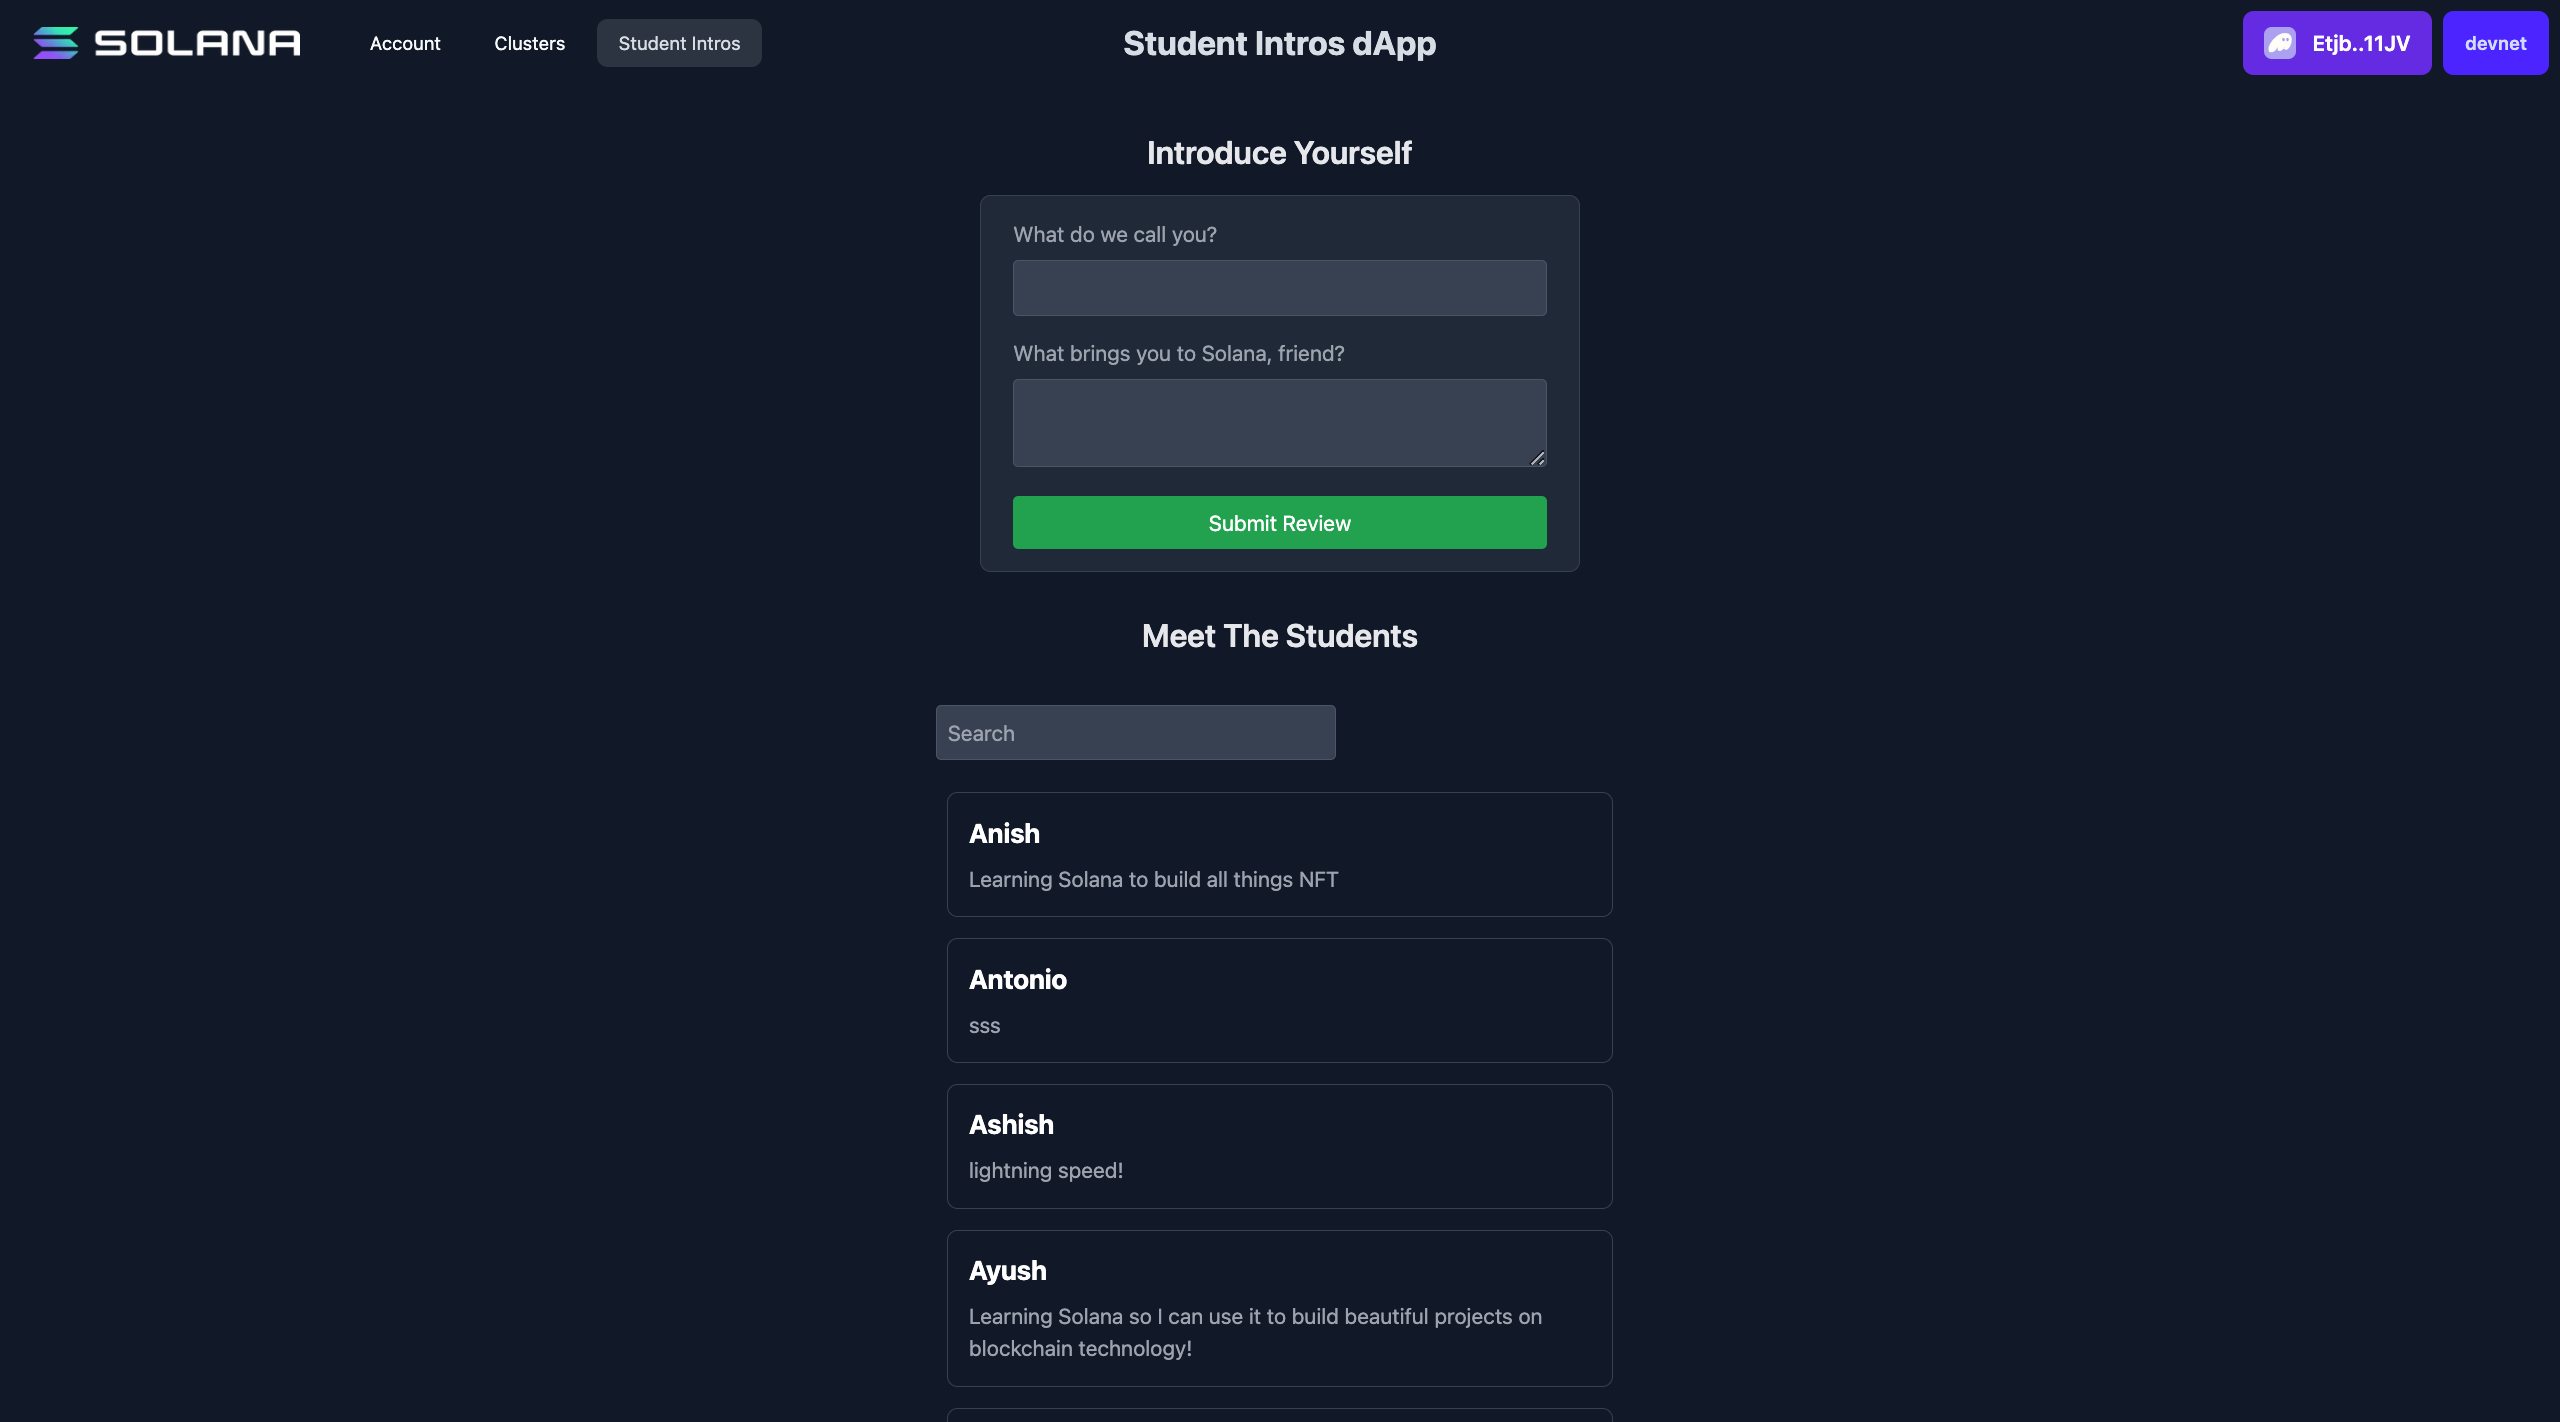 SOLANA
Account
Clusters
Student Intros
Student Intros dApp
Etjb..11JV
devnet
Introduce Yourself
What do we call you?
What brings you to Solana, friend?
Submit Review
Meet The Students
Search
Anish
Learning Solana to build all things NFT
Antonio
sss
Ashish
lightning speed!
Ayush
Learning Solana so I can use it to build beautiful projects on
blockchain technology!